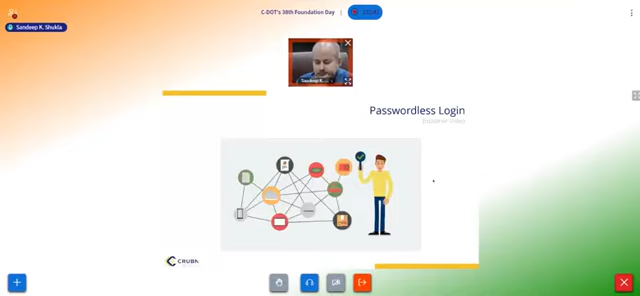 C-DOT's 38th Foundation Day
Sandeep K. Shukla
Passwordless Login
Explainer Video
CRUBN